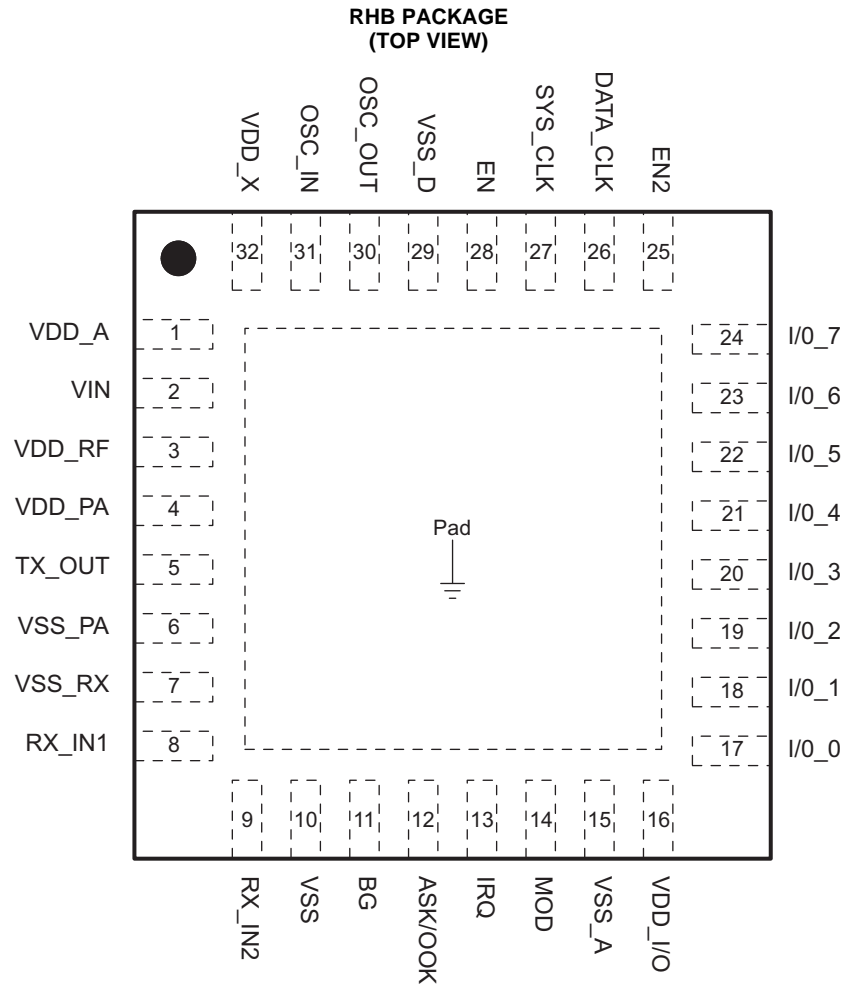 RHB PACKAGE
(TOP VIEW)
VDD_X
OSC_IN
OSC_OUT
VSS_D
EN
SYS_CLK
DATA_CLK
EN2
32
31
30
29
28
27
26
25
VDD_A 1
VIN 2
VDD_RF 3
VDD_PA 4
TX_OUT 5
VSS_PA 6
VSS_RX 7
RX_IN1 8
Pad
24 I/0_7
23 I/0_6
22 I/0_5
21 I/0_4
20 I/0_3
19 I/0_2
18 I/0_1
17 I/0_0
9
10
11
12
13
14
15
16
RX_IN2
VSS
BG
ASK/OOK
IRQ
MOD
VSS_A
VDD_I/O